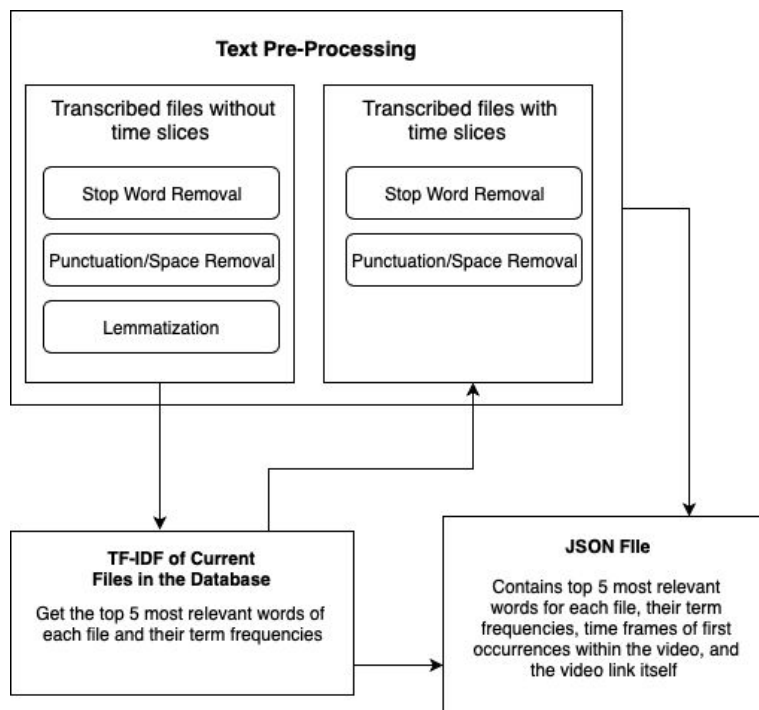 Text Pre-Processing
Transcribed files without
time slices
Stop Word Removal
Punctuation/Space Removal
Lemmatization
Transcribed files with
time slices
Stop Word Removal
Punctuation/Space Removal
TF-IDF of Current
Files in the Database
Get the top 5 most relevant words of
each file and their term frequencies
JSON FIle
Contains top 5 most relevant
words for each file, their term
frequencies, time frames of first
occurrences within the video, and
the video link itself